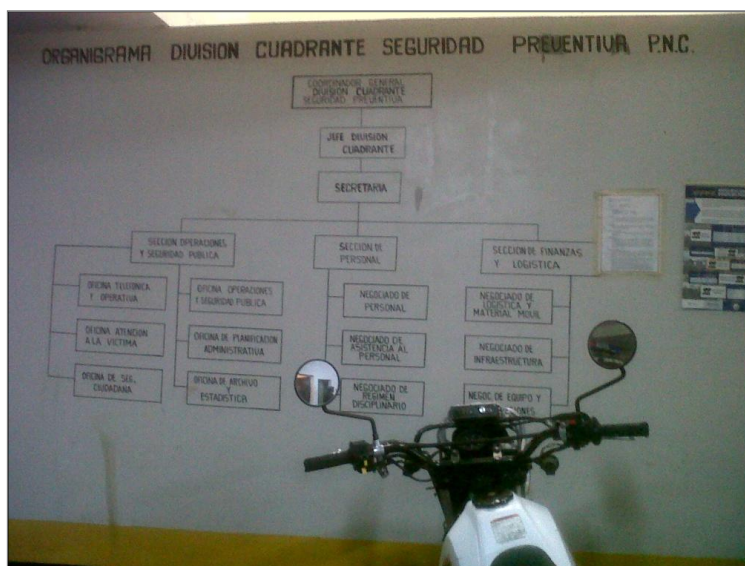 ORGANIGRAMA DIVISION CUADRANTE SEGURIDAD PREVENTIVA P.N.C.
COORDINADOR GENERAL
DIVISION CUADRANTE
SEGURIDAD PREVENTIVA
JEFE DIVISION
CUADRANTE
SECRETARIA
SECCION OPERACIONES
Y SEGURIDAD PUBLICA
SECCION DE
PERSONAL
SECCION DE FINANZAS
Y LOGISTICA
OFICINA TELEFONICA
Y OPERATIVA
OFICINA OPERACIONES
Y SEGURIDAD PUBLICA
NEGOCIADO DE
PERSONAL
NEGOCIADO DE
LOGISTICA Y
MATERIAL MOVIL
OFICINA ATENCION
A LA VICTIMA
OFICINA DE PLANIFICACION
ADMINISTRATIVA
NEGOCIADO DE
ASISTENCIA AL
PERSONAL
NEGOCIADO DE
INFRAESTRUCTURA
OFICINA DE SEG.
CIUDADANA
OFICINA DE ARCHIVO
Y
ESTADISTICA
NEGOCIADO DE
REGIMEN
DISCIPLINARIO
NEGOC. DE EQUIPO Y